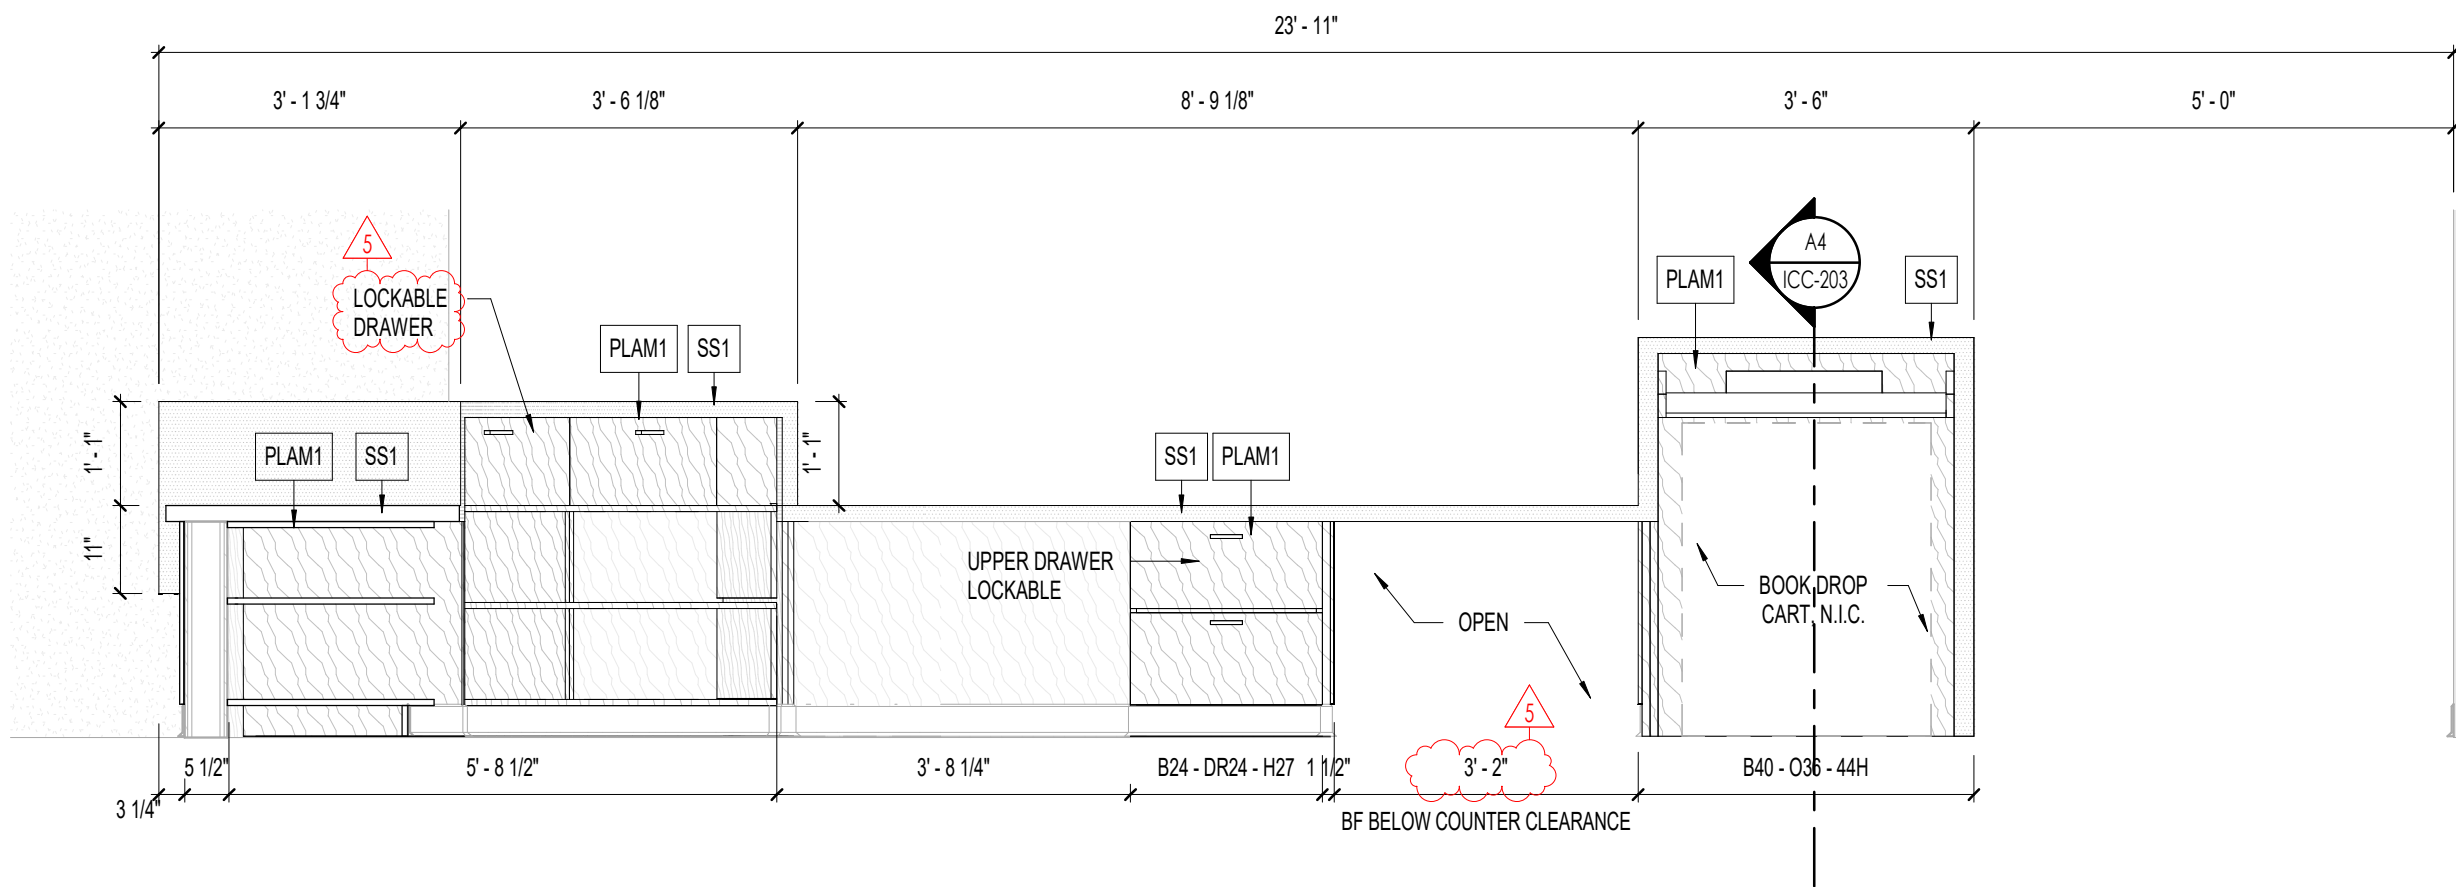 23' - 11"
3' - 1 3/4"
3' - 6 1/8"
8' - 9 1/8"
3' - 6"
5' - 0"
5
LOCKABLE
DRAWER
A4
ICC-203
PLAM1
SS1
PLAM1
SS1
1' - 1"
PLAM1
SS1
1' - 1"
SS1
PLAM1
11"
UPPER DRAWER
LOCKABLE
OPEN
BOOK DROP
CART, N.I.C.
5
3 1/4"
5 1/2"
5' - 8 1/2"
3' - 8 1/4"
B24 - DR24 - H27
1 1/2"
3' - 2"
B40 - O36 - 44H
BF BELOW COUNTER CLEARANCE